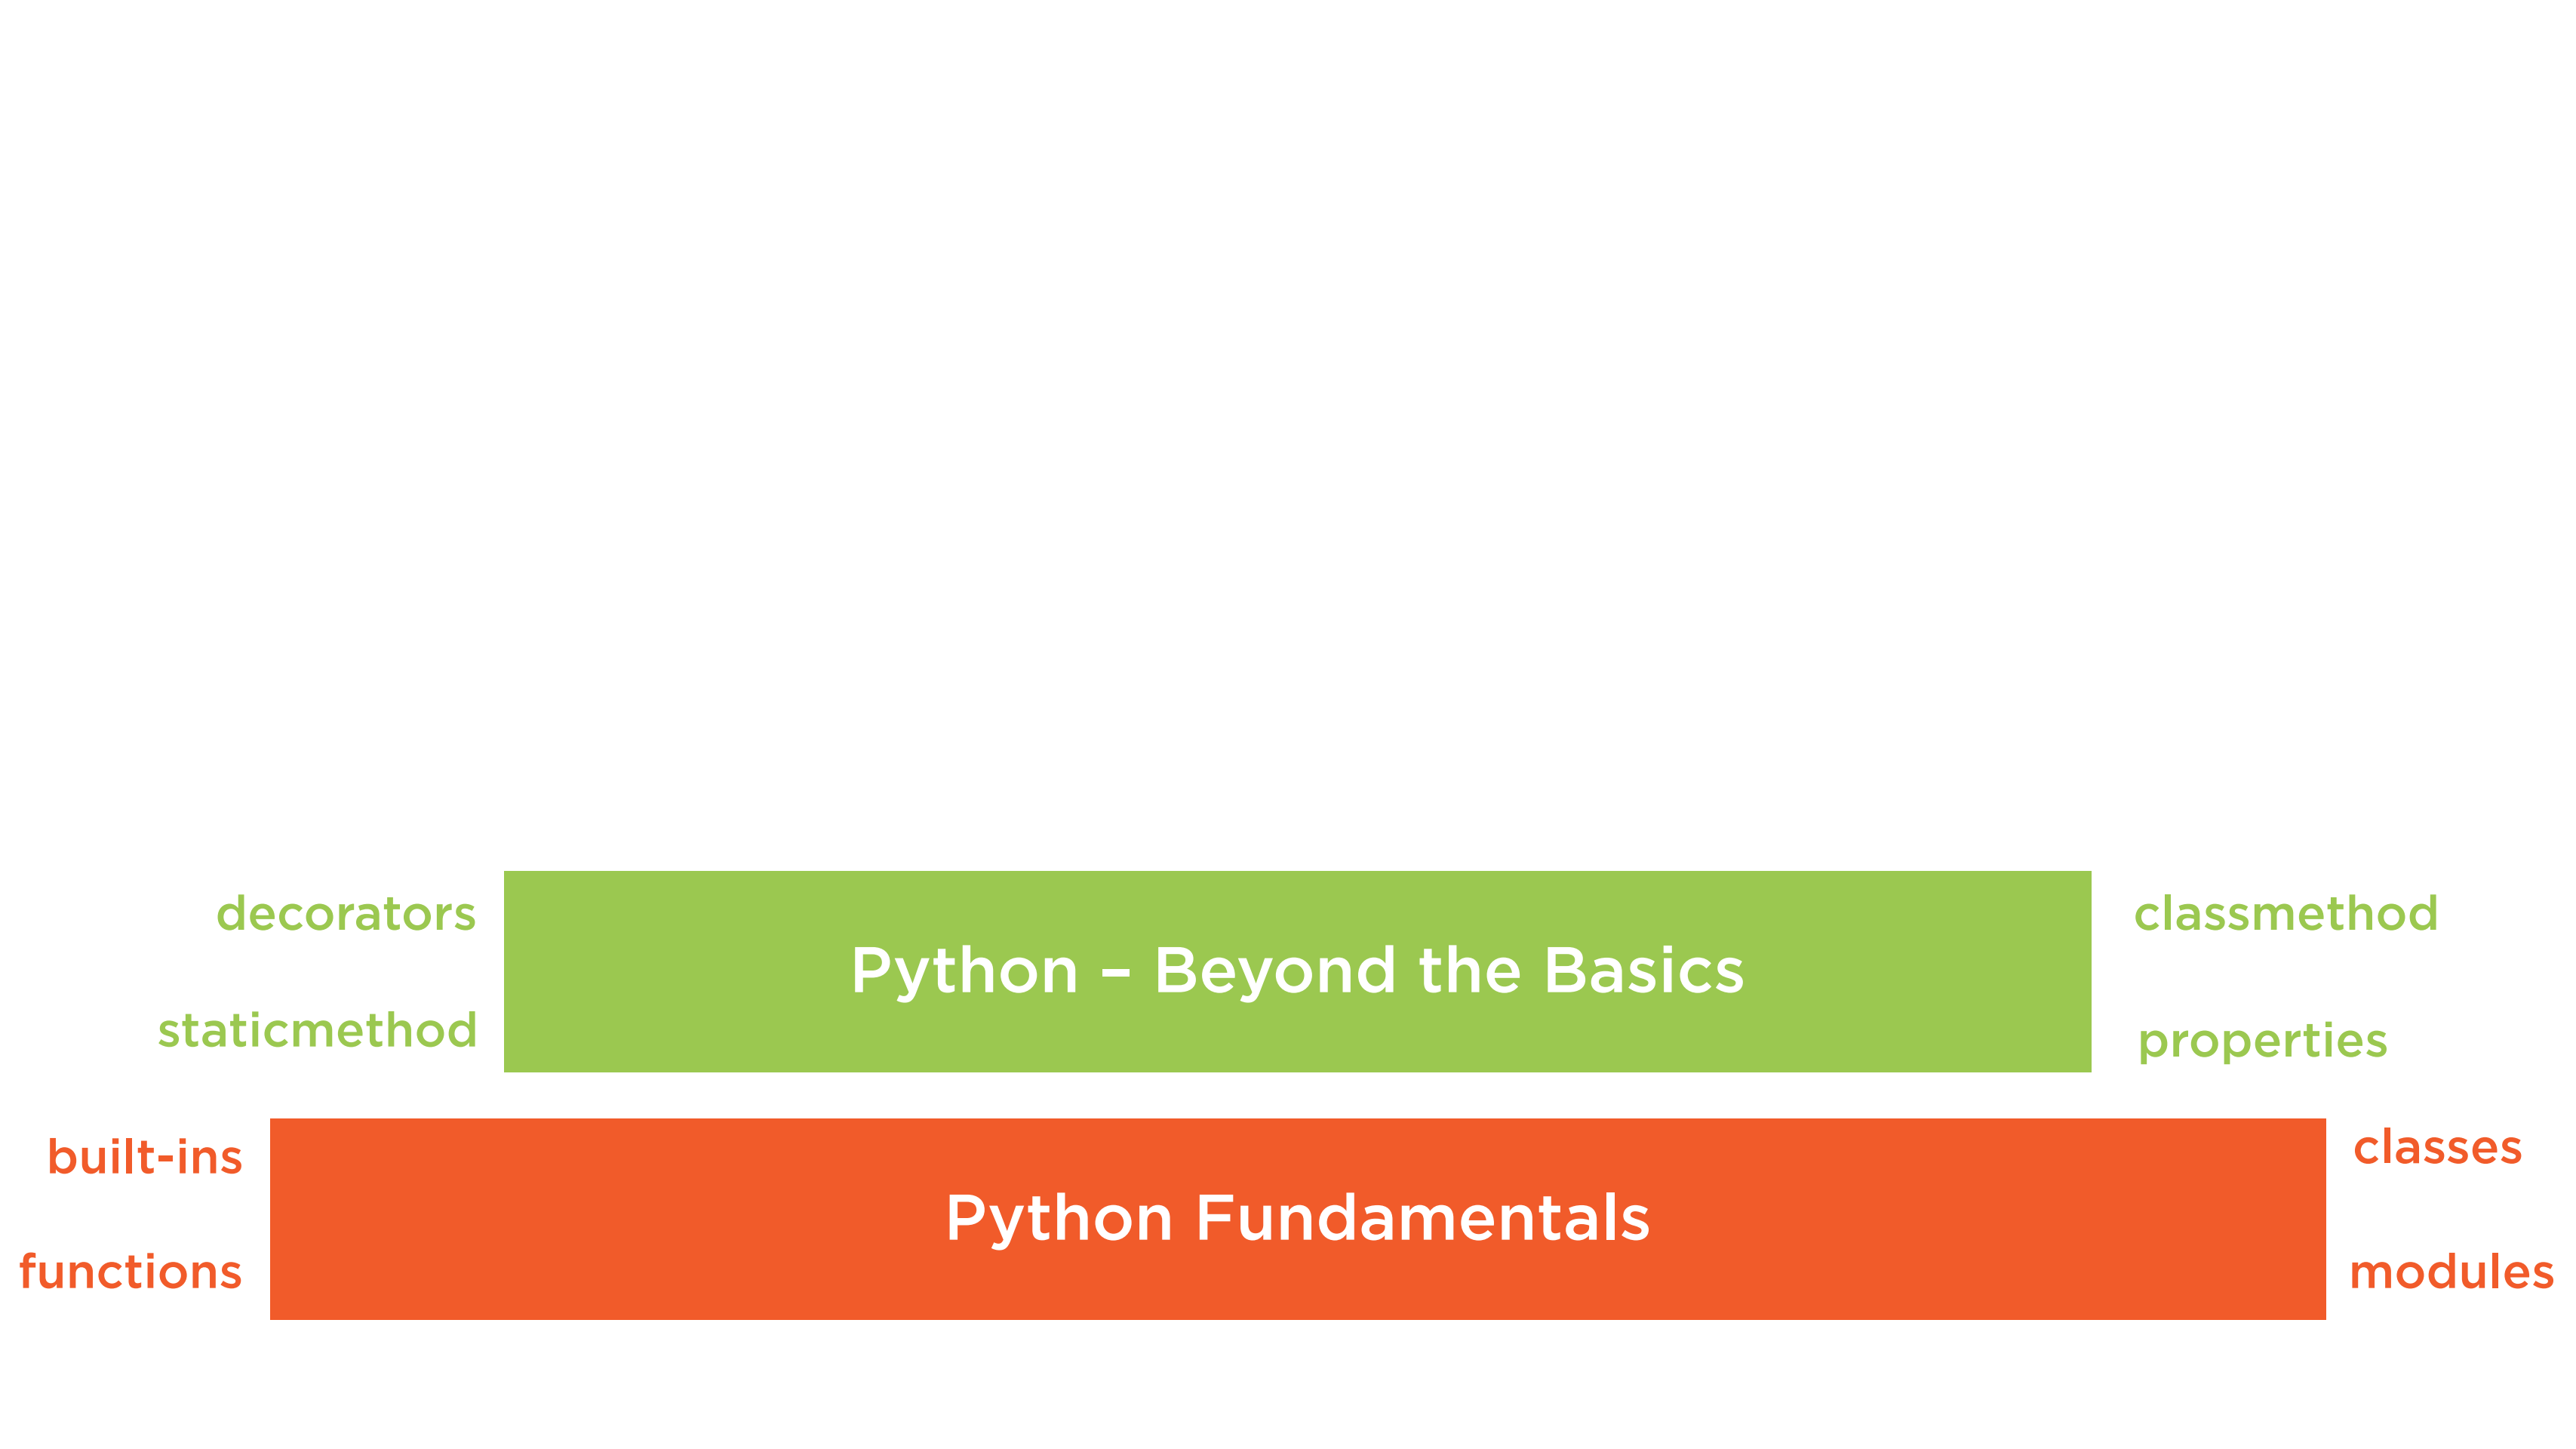 decorators
staticmethod
Python – Beyond the Basics
classmethod
properties
built-ins
functions
Python Fundamentals
classes
modules